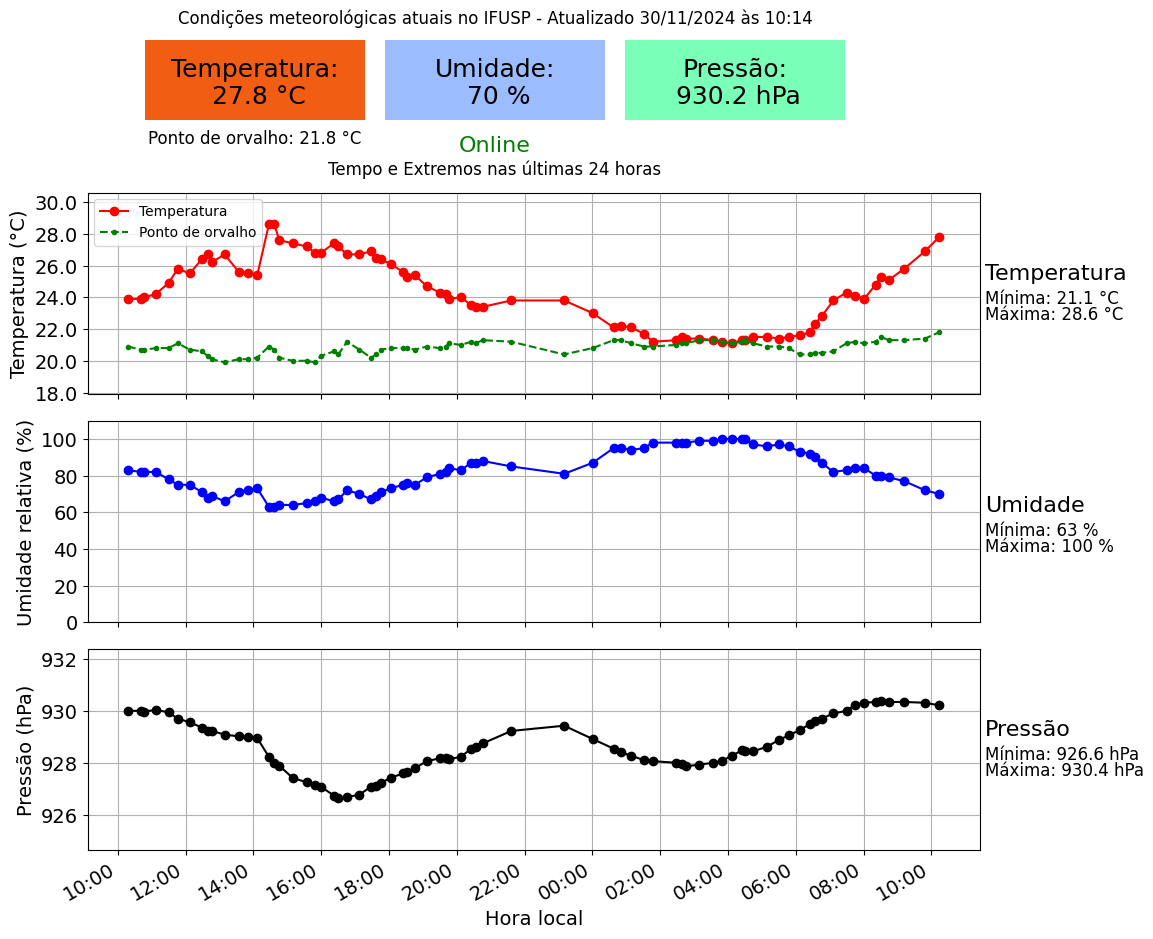 Condições meteorológicas atuais no IFUSP - Atualizado 30/11/2024 às 10:14
Temperatura:
27.8 °C
Umidade:
70 %
Pressão:
930.2 hPa
Ponto de orvalho: 21.8 °C
Online
Tempo e Extremos nas últimas 24 horas
Temperatura (°C)
30.0
28.0
26.0
24.0
22.0
20.0
18.0
Temperatura
Ponto de orvalho
Temperatura
Mínima: 21.1 °C
Máxima: 28.6 °C
Umidade relativa (%)
100
80
60
40
20
0
Umidade
Mínima: 63 %
Máxima: 100 %
Pressão (hPa)
932
930
928
926
Pressão
Mínima: 926.6 hPa
Máxima: 930.4 hPa
10:00 12:00 14:00 16:00 18:00 20:00 22:00 00:00 02:00 04:00 06:00 08:00 10:00
Hora local